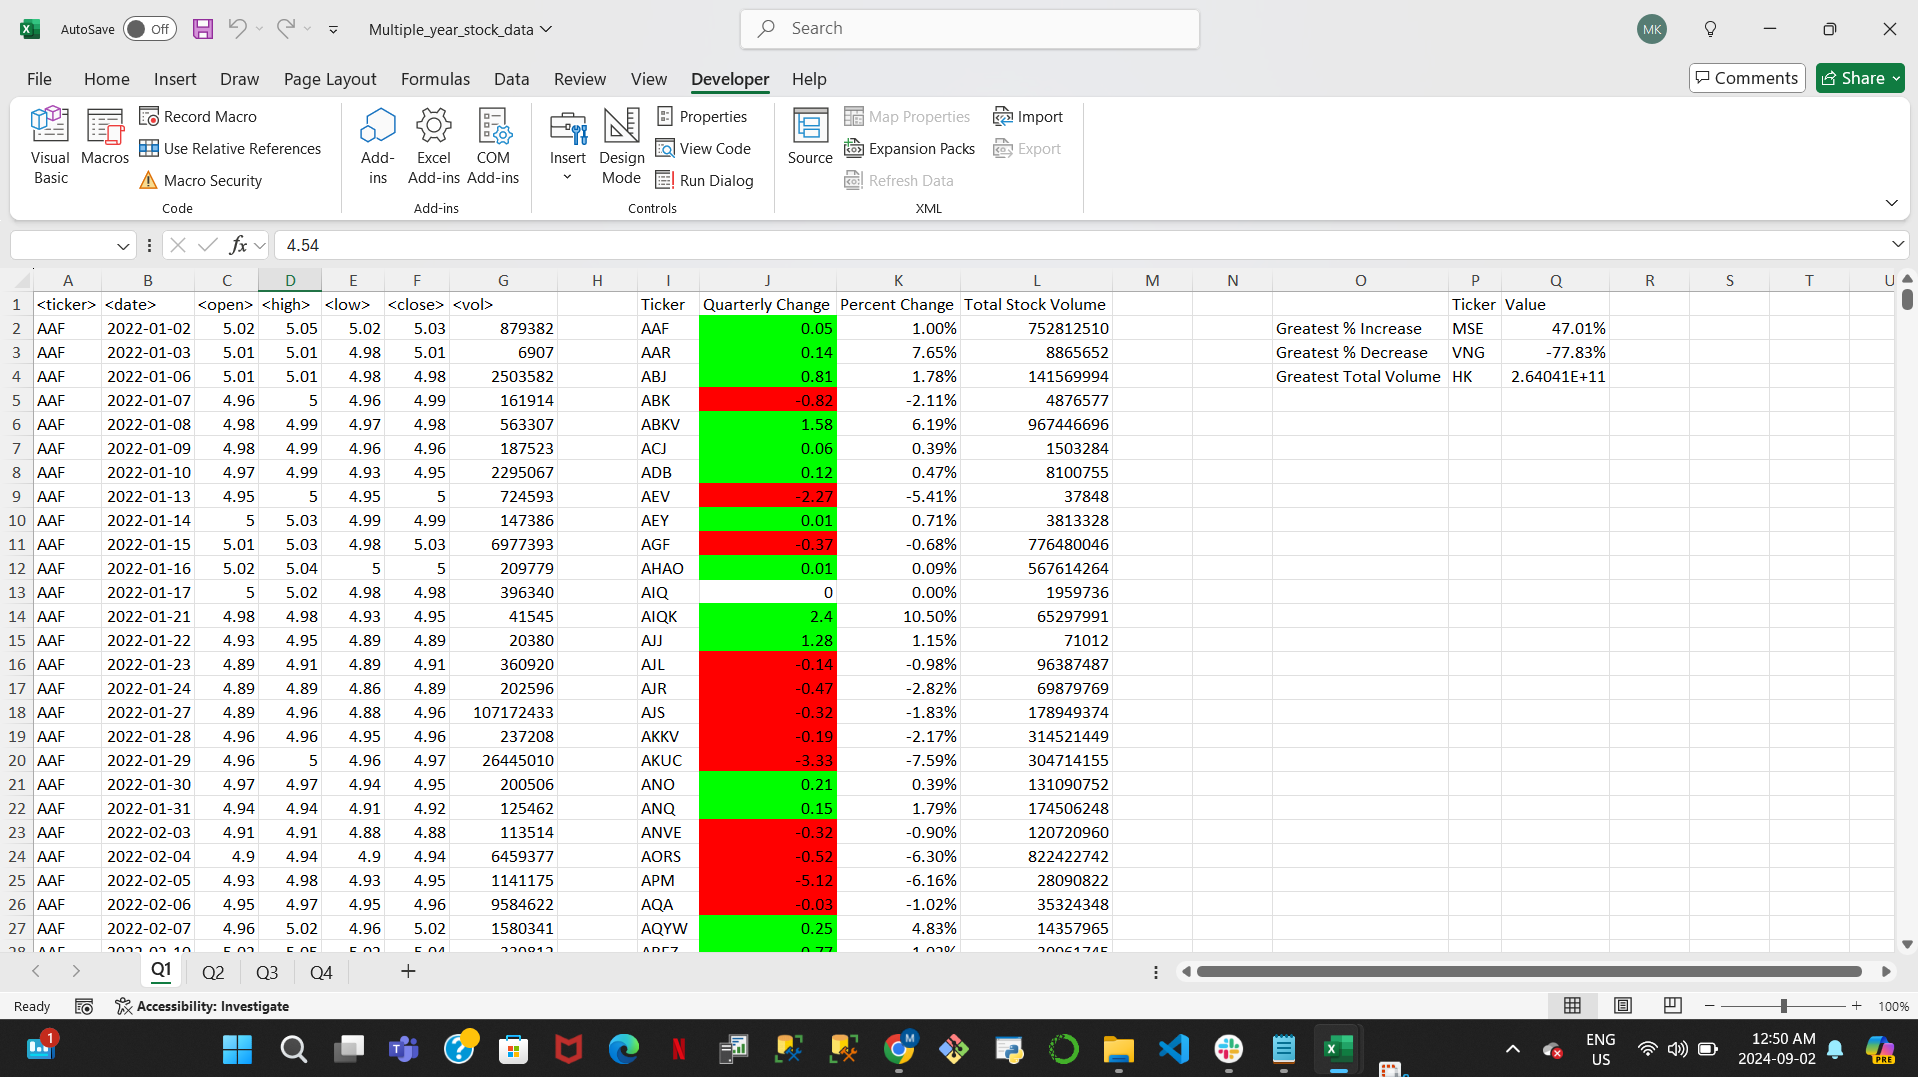 AutoSave Off Multiple_year_stock_data Search MK
File Home Insert Draw Page Layout Formulas Data Review View Developer Help Comments Share
Visual Basic
Macros
Record Macro
Use Relative References
Macro Security
Code
Add-ins
Excel Add-ins
COM Add-ins
Add-ins
Insert
Design Mode
Properties
View Code
Run Dialog
Controls
Source
Map Properties
Expansion Packs
Refresh Data
Import
Export
XML
fx 4.54
A B C D E F G H I J K L M N O P Q R S T U
1 <ticker> <date> <open> <high> <low> <close> <vol> Ticker Quarterly Change Percent Change Total Stock Volume Ticker Value
2 AAF 2022-01-02 5.02 5.05 5.02 5.03 879382 AAF 0.05 1.00% 752812510 Greatest % Increase MSE 47.01%
3 AAF 2022-01-03 5.01 5.01 4.98 5.01 6907 AAR 0.14 7.65% 8865652 Greatest % Decrease VNG -77.83%
4 AAF 2022-01-06 5.01 5.01 4.98 4.98 2503582 ABJ 0.81 1.78% 141569994 Greatest Total Volume HK 2.64041E+11
5 AAF 2022-01-07 4.96 5 4.96 4.99 161914 ABK -0.82 -2.11% 4876577
6 AAF 2022-01-08 4.98 4.99 4.97 4.98 563307 ABKV 1.58 6.19% 967446696
7 AAF 2022-01-09 4.98 4.99 4.96 4.96 187523 ACJ 0.06 0.39% 1503284
8 AAF 2022-01-10 4.97 4.99 4.93 4.95 2295067 ADB 0.12 0.47% 8100755
9 AAF 2022-01-13 4.95 5 4.95 5 724593 AEV -2.27 -5.41% 37848
10 AAF 2022-01-14 5 5.03 4.99 4.99 147386 AEY 0.01 0.71% 3813328
11 AAF 2022-01-15 5.01 5.03 4.98 5.03 6977393 AGF -0.37 -0.68% 776480046
12 AAF 2022-01-16 5.02 5.04 5 5 209779 AHAO 0.01 0.09% 567614264
13 AAF 2022-01-17 5 5.02 4.98 4.98 396340 AIQ 0 0.00% 1959736
14 AAF 2022-01-21 4.98 4.98 4.93 4.95 41545 AIQK 2.4 10.50% 65297991
15 AAF 2022-01-22 4.93 4.95 4.89 4.89 20380 AJJ 1.28 1.15% 71012
16 AAF 2022-01-23 4.89 4.91 4.89 4.91 360920 AJL -0.14 -0.98% 96387487
17 AAF 2022-01-24 4.89 4.89 4.86 4.89 202596 AJR -0.47 -2.82% 69879769
18 AAF 2022-01-27 4.89 4.96 4.88 4.96 107172433 AJS -0.32 -1.83% 178949374
19 AAF 2022-01-28 4.96 4.96 4.95 4.96 237208 AKKV -0.19 -2.17% 314521449
20 AAF 2022-01-29 4.96 5 4.96 4.97 26445010 AKUC -3.33 -7.59% 304714155
21 AAF 2022-01-30 4.97 4.97 4.94 4.95 200506 ANO 0.21 0.39% 131090752
22 AAF 2022-01-31 4.94 4.94 4.91 4.92 125462 ANQ 0.15 1.79% 174506248
23 AAF 2022-02-03 4.91 4.91 4.88 4.88 113514 ANVE -0.32 -0.90% 120720960
24 AAF 2022-02-04 4.9 4.94 4.9 4.94 6459377 AORS -0.52 -6.30% 822422742
25 AAF 2022-02-05 4.93 4.98 4.93 4.95 1141175 APM -5.12 -6.16% 28090822
26 AAF 2022-02-06 4.95 4.97 4.95 4.96 9584622 AQA -0.03 -1.02% 35324348
27 AAF 2022-02-07 4.96 5.02 4.96 5.02 1580341 AQYW 0.25 4.83% 14357965
Q1 Q2 Q3 Q4
Ready Accessibility: Investigate 100%
1 ENG US 12:50 AM 2024-09-02 PRE